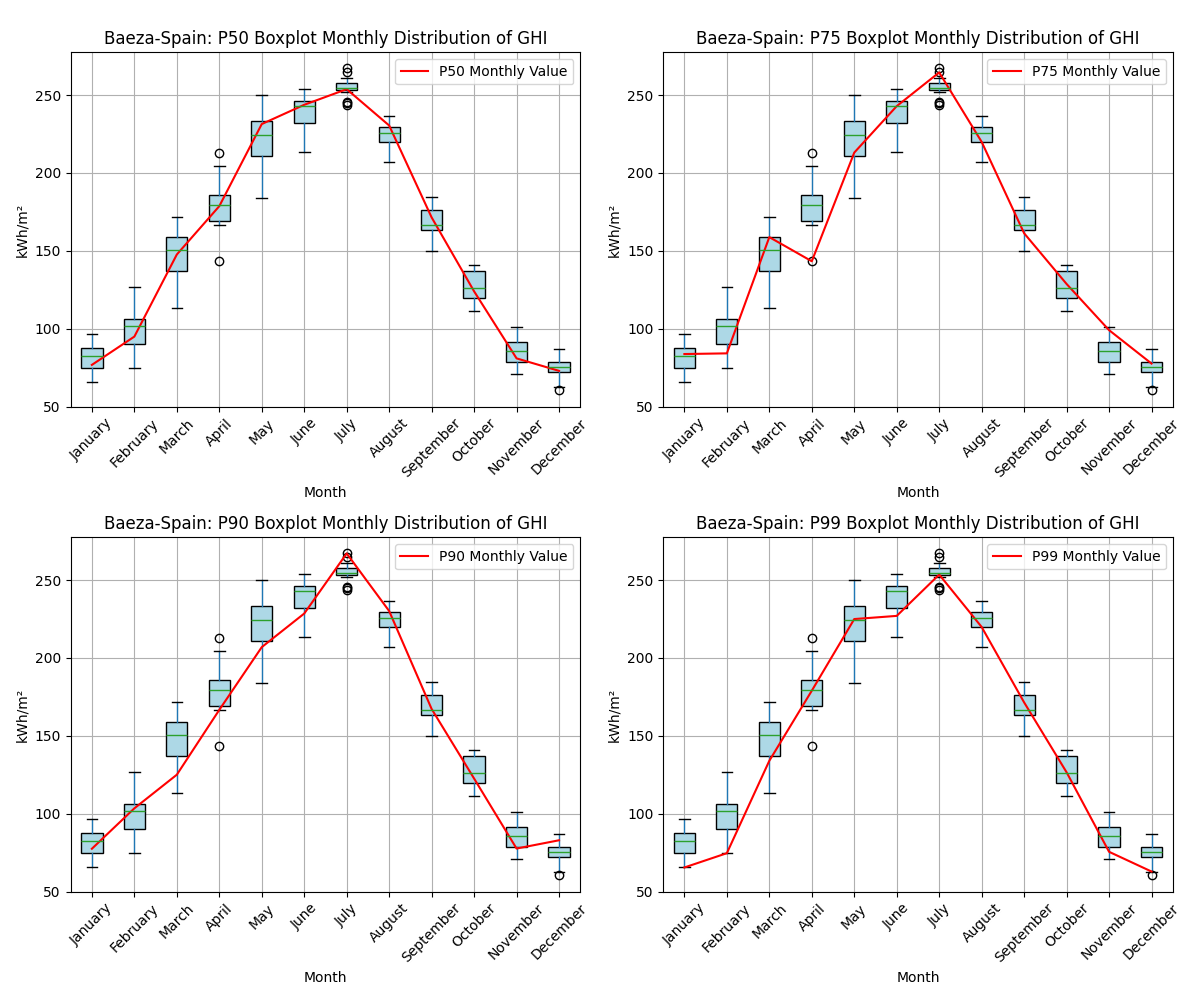 Baeza-Spain: P50 Boxplot Monthly Distribution of GHI
P50 Monthly Value
kWh/m²
250
200
150
100
50
January
February
March
April
May
June
July
August
September
October
November
December
Month
Baeza-Spain: P75 Boxplot Monthly Distribution of GHI
P75 Monthly Value
kWh/m²
250
200
150
100
50
January
February
March
April
May
June
July
August
September
October
November
December
Month
Baeza-Spain: P90 Boxplot Monthly Distribution of GHI
P90 Monthly Value
kWh/m²
250
200
150
100
50
January
February
March
April
May
June
July
August
September
October
November
December
Month
Baeza-Spain: P99 Boxplot Monthly Distribution of GHI
P99 Monthly Value
kWh/m²
250
200
150
100
50
January
February
March
April
May
June
July
August
September
October
November
December
Month